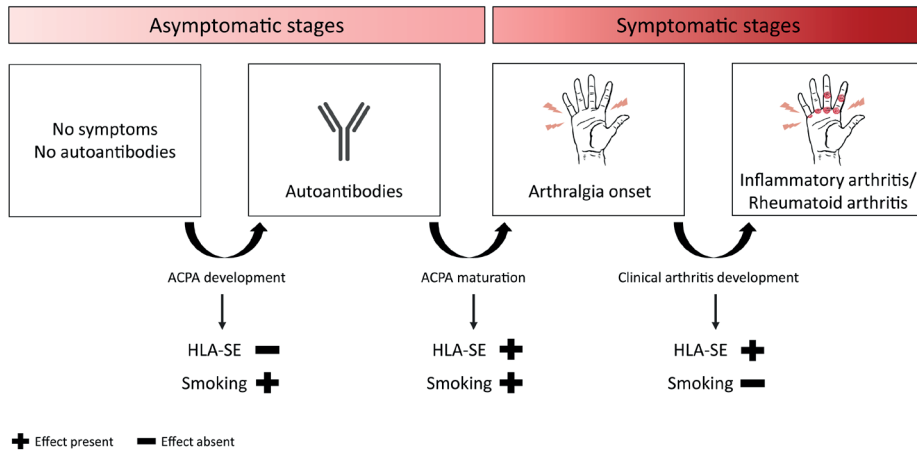 Asymptomatic stages
Symptomatic stages
No symptoms
No autoantibodies
Autoantibodies
Arthralgia onset
Inflammatory arthritis/
Rheumatoid arthritis
ACPA development
ACPA maturation
Clinical arthritis development
HLA-SE
Smoking
HLA-SE
Smoking
HLA-SE
Smoking
Effect present
Effect absent